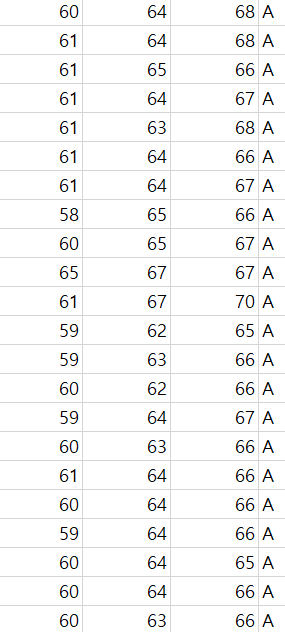 60 64 68 A
61 64 68 A
61 65 66 A
61 64 67 A
61 63 68 A
61 64 66 A
61 64 67 A
58 65 66 A
60 65 67 A
65 67 67 A
61 67 70 A
59 62 65 A
59 63 66 A
60 62 66 A
59 64 67 A
60 63 66 A
61 64 66 A
60 64 66 A
59 64 66 A
60 64 65 A
60 64 66 A
60 63 66 A